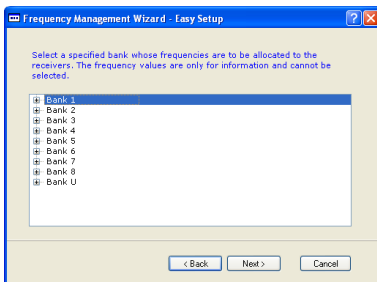 Frequency Management Wizard - Easy Setup
Select a specified bank whose frequencies are to be allocated to the
receivers. The frequency values are only for information and cannot be
selected.
Bank 1
Bank 2
Bank 3
Bank 4
Bank 5
Bank 6
Bank 7
Bank 8
Bank U
< Back
Next >
Cancel